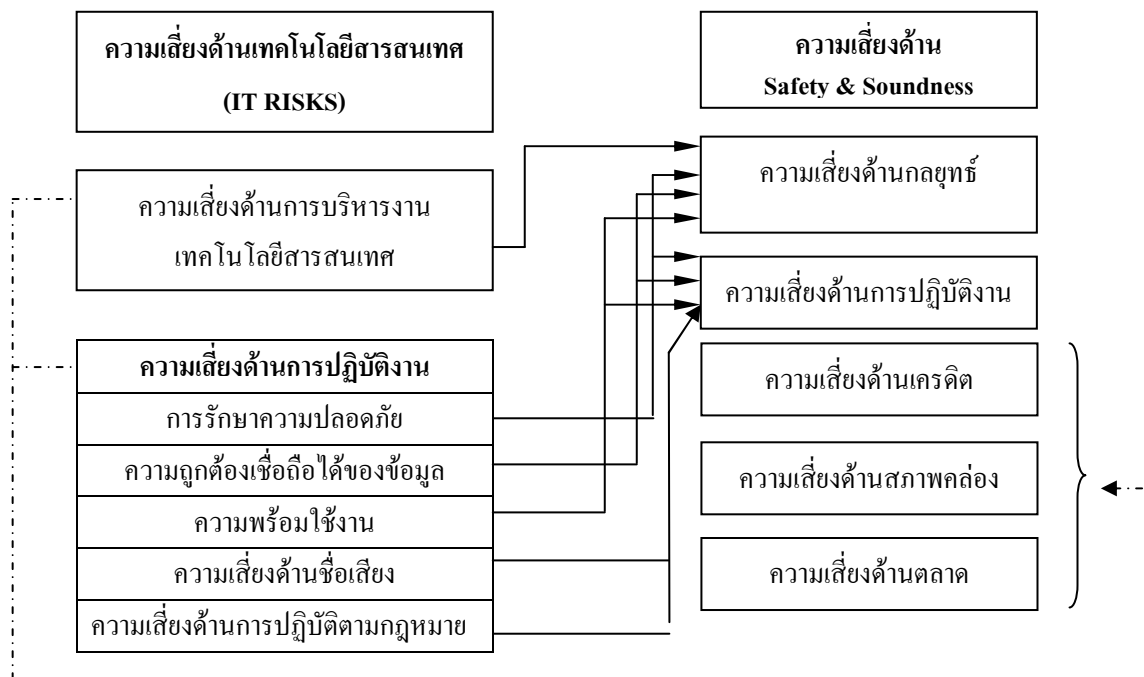 ความเสี่ยงด้านเทคโนโลยีสารสนเทศ
(IT RISKS)
ความเสี่ยงด้านการบริหารงาน
เทคโนโลยีสารสนเทศ
ความเสี่ยงด้านการปฏิบัติงาน
การรักษาความปลอดภัย
ความถูกต้องเชื่อถือได้ของข้อมูล
ความพร้อมใช้งาน
ความเสี่ยงด้านชื่อเสียง
ความเสี่ยงด้านการปฏิบัติตามกฎหมาย
ความเสี่ยงด้าน
Safety & Soundness
ความเสี่ยงด้านกลยุทธ์
ความเสี่ยงด้านการปฏิบัติงาน
ความเสี่ยงด้านเครดิต
ความเสี่ยงด้านสภาพคล่อง
ความเสี่ยงด้านตลาด